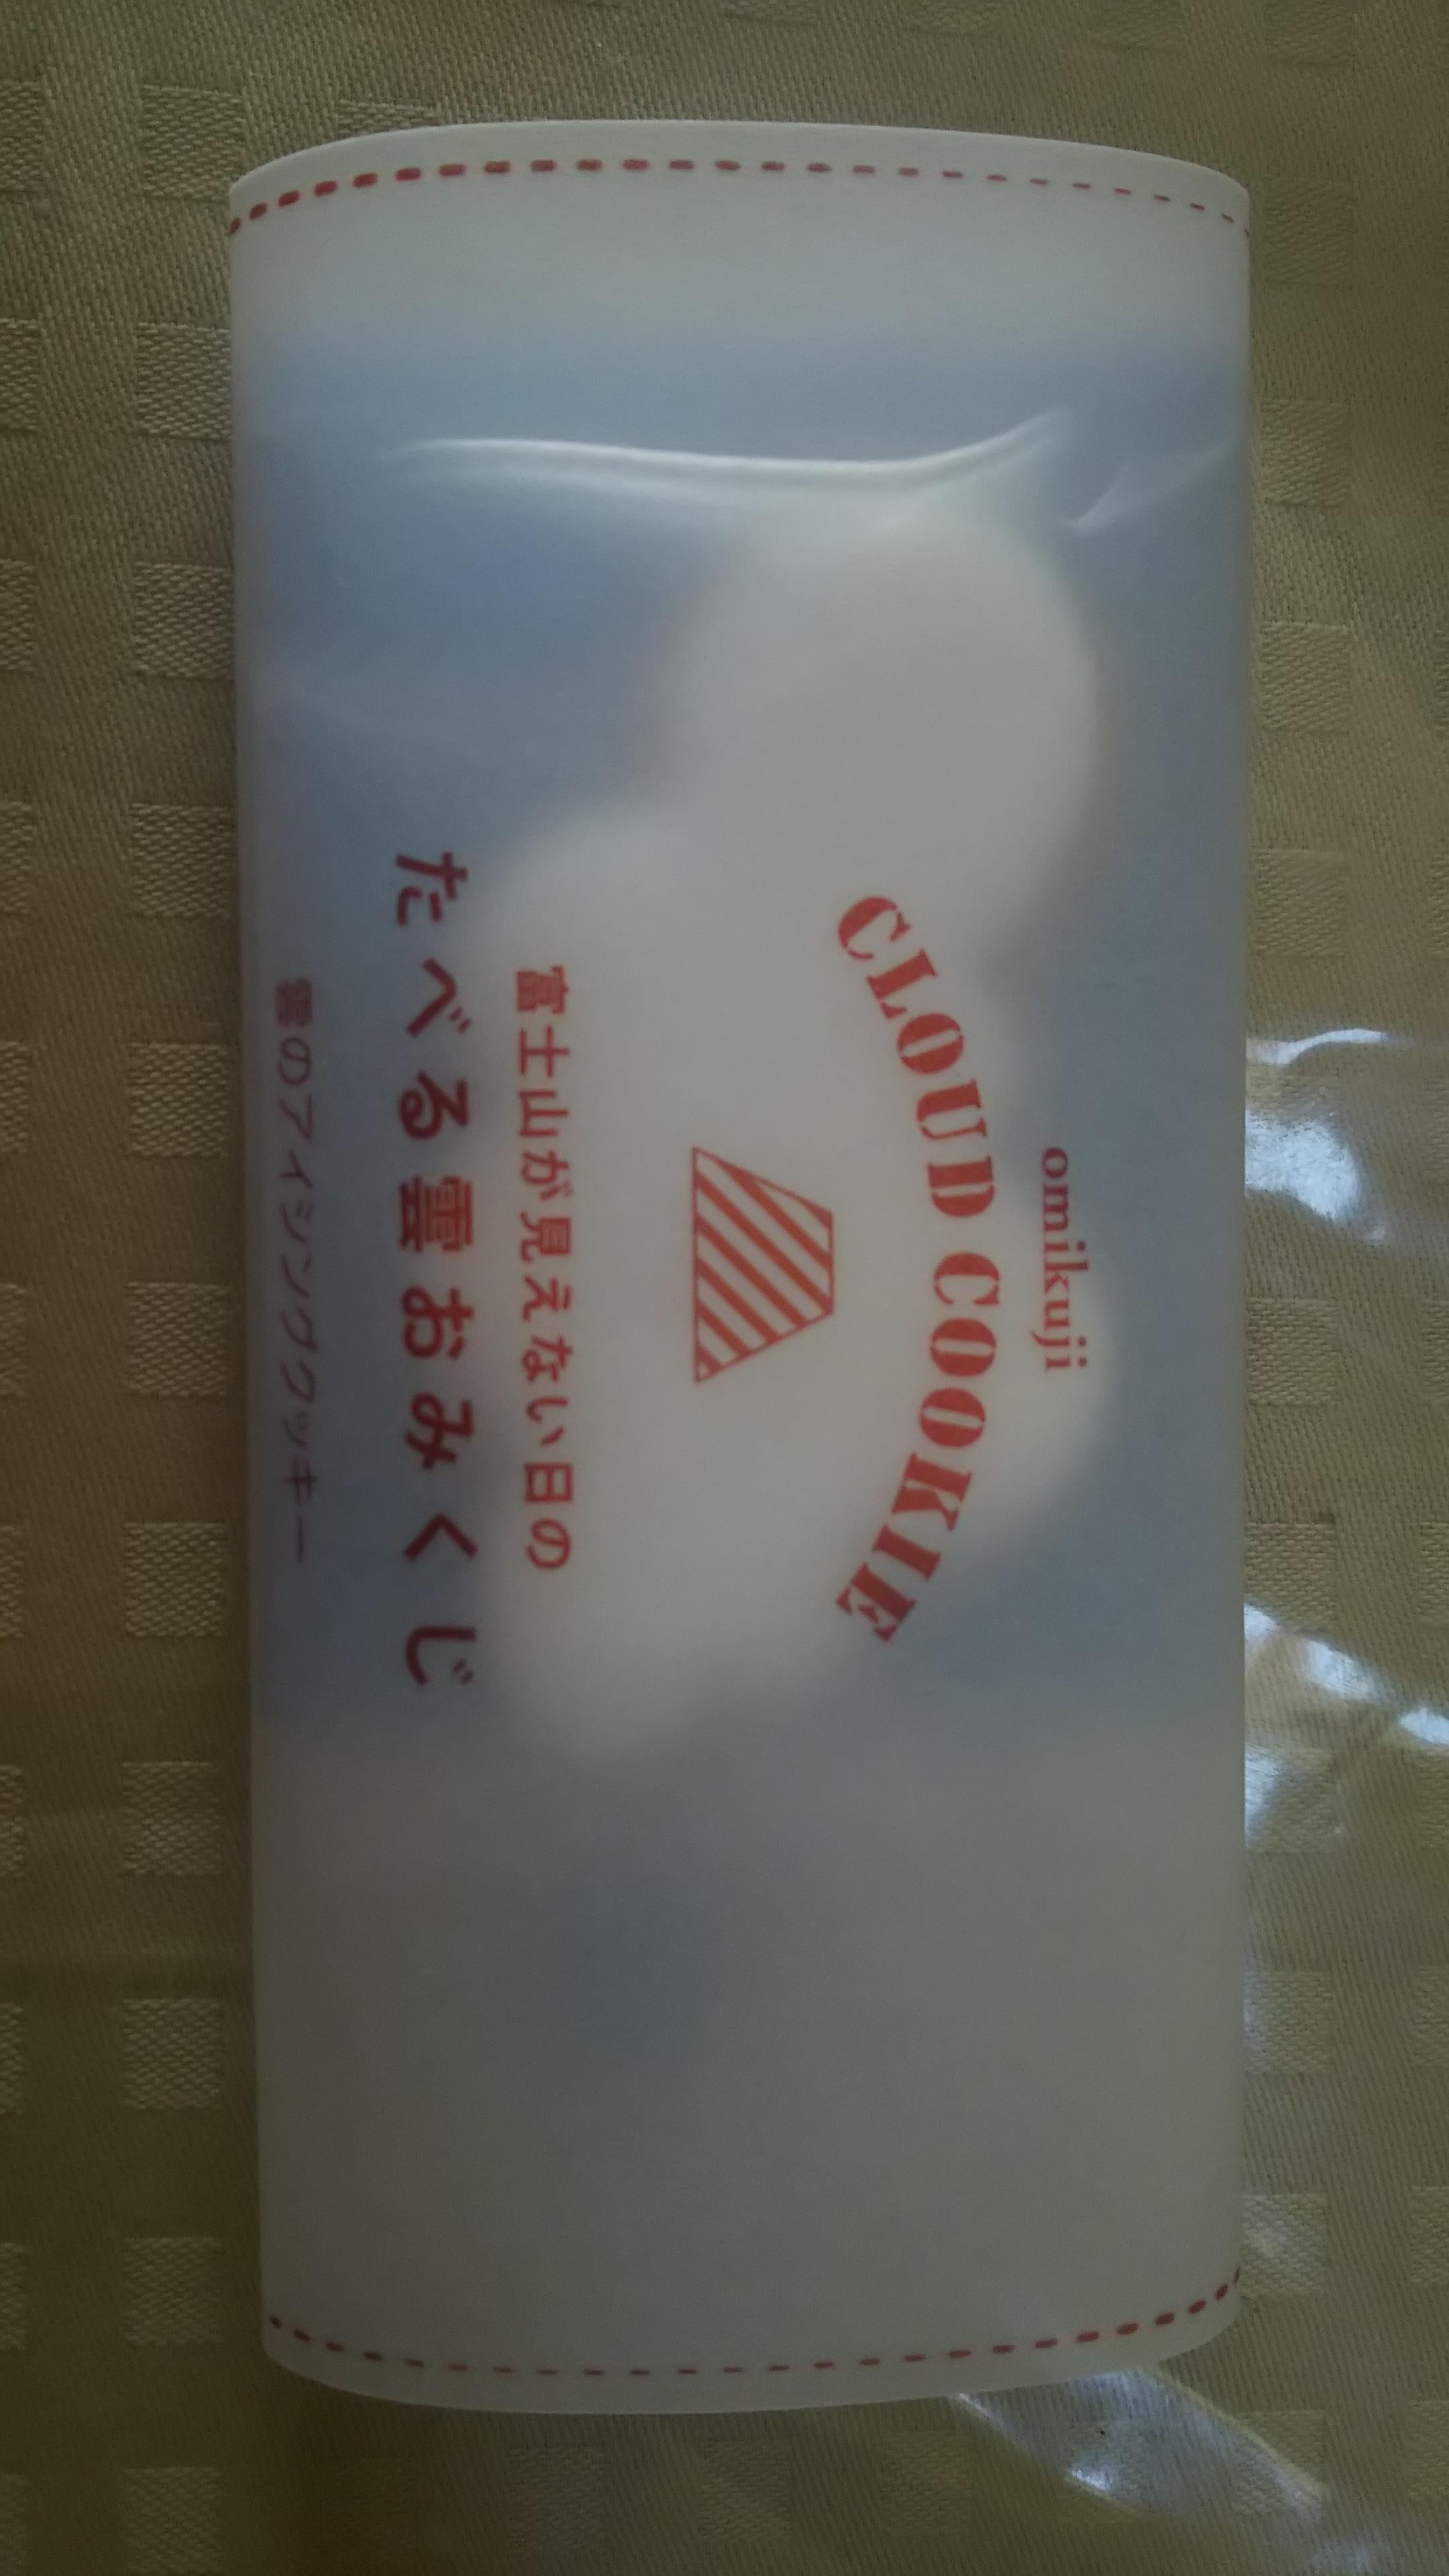 omikuji
CLOUD COOKIE
富士山が見えない日の
たべる雲おみくじ
雲のアイシングクッキー